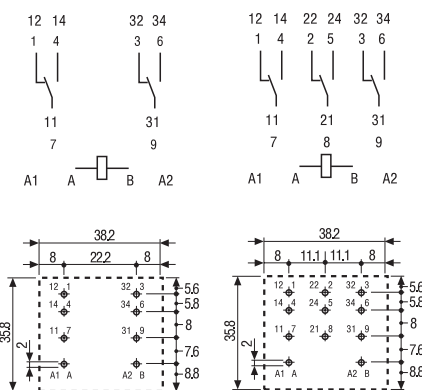 12 14 32 34
1 4 3 6
11 31
7 9
A1 A B A2
12 14 22 24 32 34
1 4 2 5 3 6
11 21 31
7 8 9
A1 A B A2
38.2
8 22.2 8
35.8
12 1 32 3
14 4 34 6
11 7 31 9
2
A1 A A2 B
5.6
5.8
8
7.6
8.8
38.2
8 11.1 11.1 8
35.8
12 1 22 2 32 3
14 4 24 5 34 6
11 7 21 8 31 9
2
A1 A A2 B
5.6
5.8
8
7.6
8.8